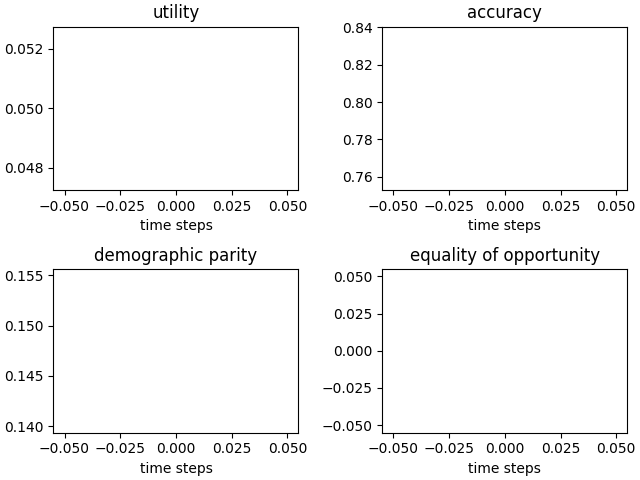 utility
0.052
0.050
0.048
−0.050 −0.025 0.000 0.025 0.050
time steps
accuracy
0.84
0.82
0.80
0.78
0.76
−0.050 −0.025 0.000 0.025 0.050
time steps
demographic parity
0.155
0.150
0.145
0.140
−0.050 −0.025 0.000 0.025 0.050
time steps
equality of opportunity
0.050
0.025
0.000
−0.025
−0.050
−0.050 −0.025 0.000 0.025 0.050
time steps